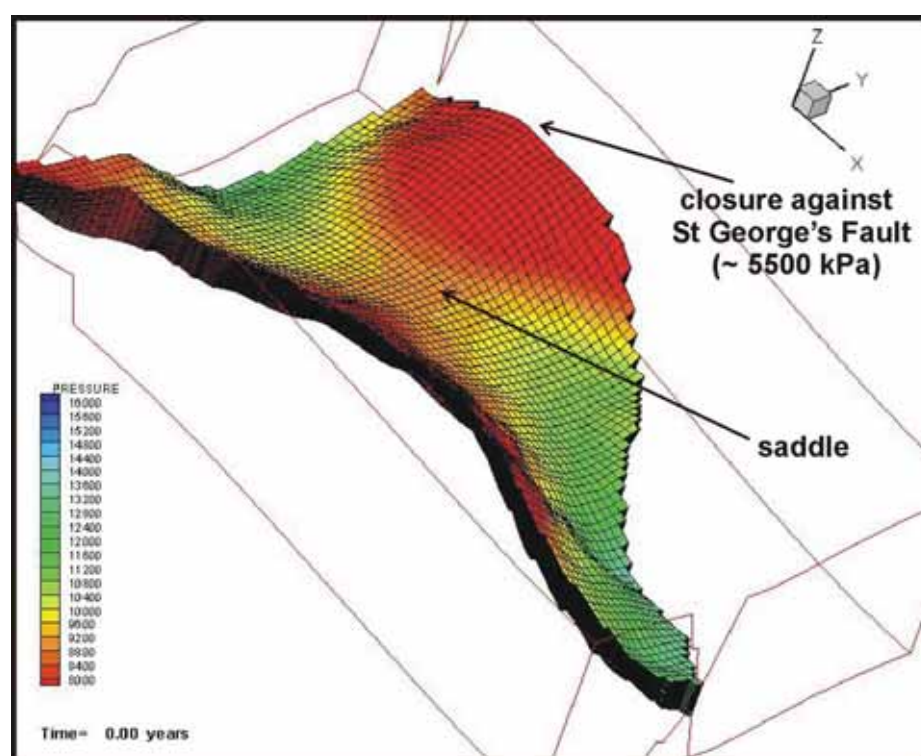 Z
Y
X
closure against
St George's Fault
(~ 5500 kPa)
saddle
PRESSURE
16000
15600
15200
14800
14400
14000
13600
13200
12800
12400
12000
11600
11200
10800
10400
10000
9600
9200
8800
8400
8000
Time= 0.00 years